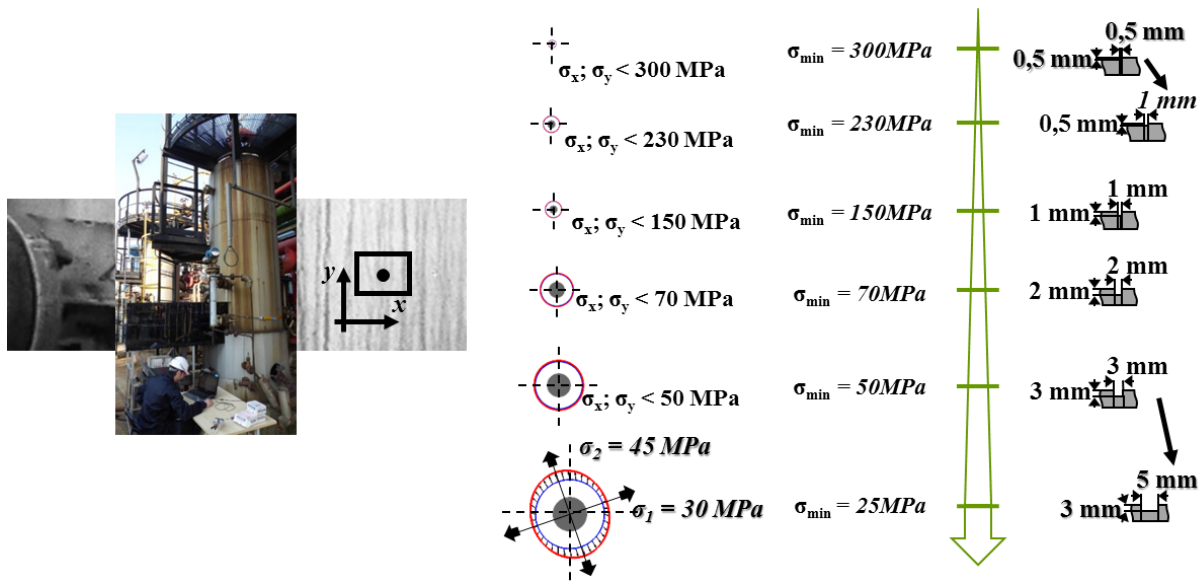 y
x
σx; σy < 300 MPa
σmin = 300MPa
0,5 mm
0,5 mm
σx; σy < 230 MPa
σmin = 230MPa
1 mm
0,5 mm
σx; σy < 150 MPa
σmin = 150MPa
1 mm
1 mm
σx; σy < 70 MPa
σmin = 70MPa
2 mm
2 mm
σx; σy < 50 MPa
σmin = 50MPa
3 mm
3 mm
σ2 = 45 MPa
σ1 = 30 MPa
σmin = 25MPa
5 mm
3 mm